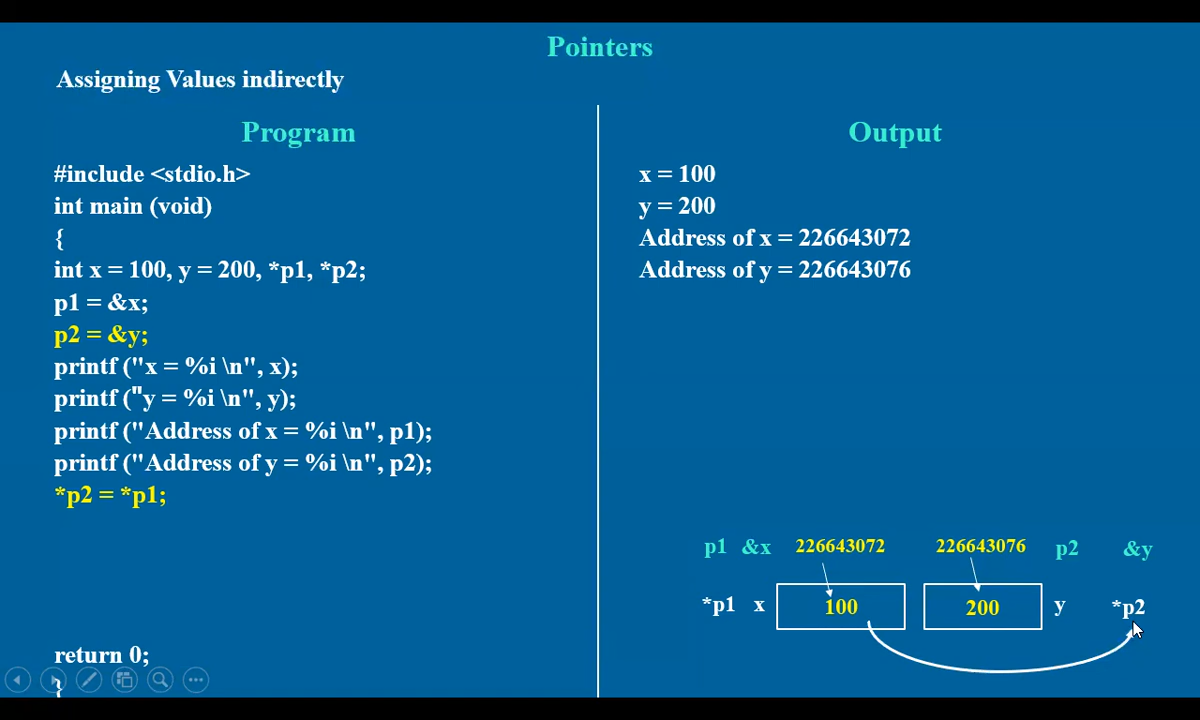 Pointers
Assigning Values indirectly
Program
#include <stdio.h>
int main (void)
{
int x = 100, y = 200, *p1, *p2;
p1 = &x;
p2 = &y;
printf ("x = %i \n", x);
printf ("y = %i \n", y);
printf ("Address of x = %i \n", p1);
printf ("Address of y = %i \n", p2);
*p2 = *p1;
return 0;
}
Output
x = 100
y = 200
Address of x = 226643072
Address of y = 226643076
p1 &x 226643072 226643076 p2 &y
*p1 x 100 200 y *p2